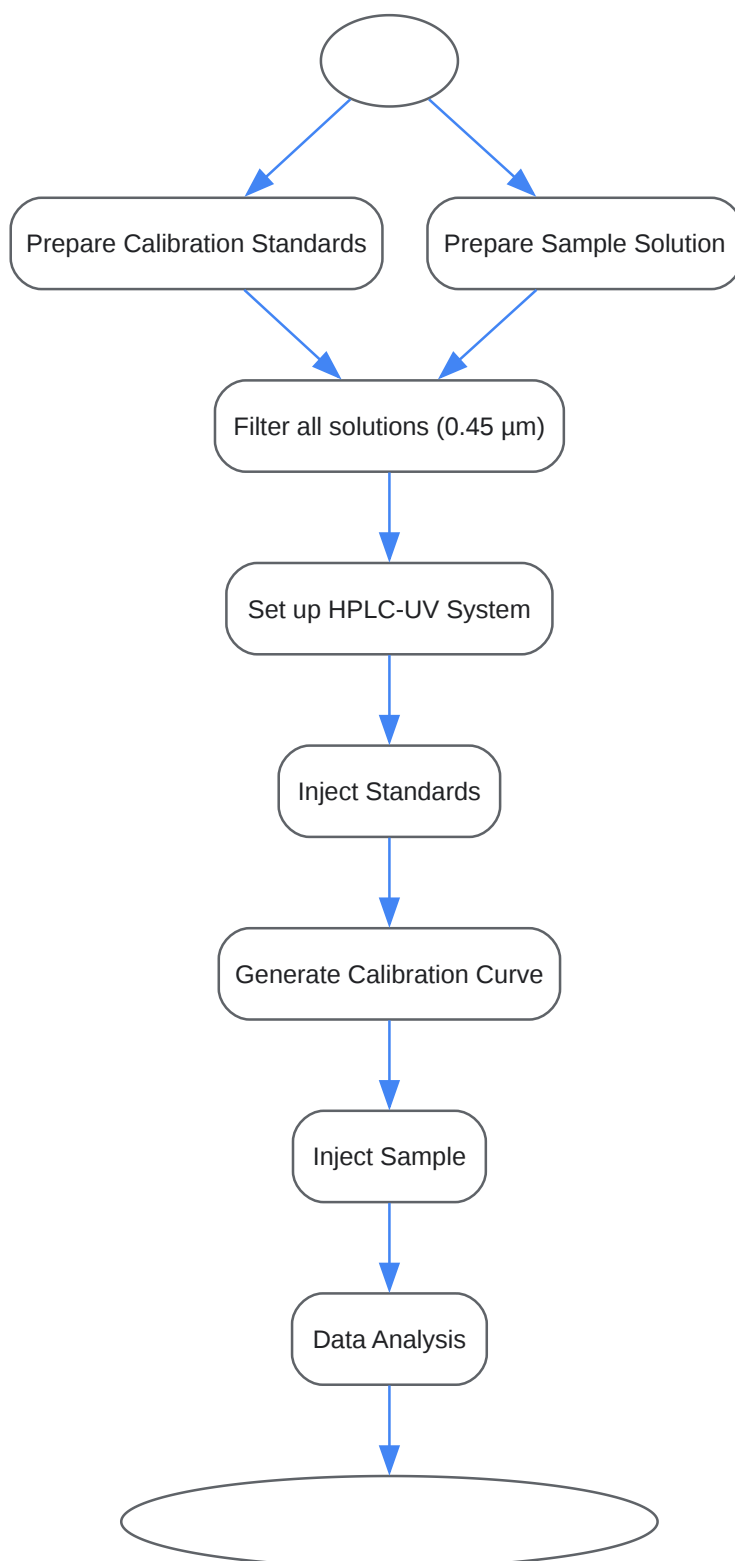 Prepare Calibration Standards
Prepare Sample Solution
Filter all solutions (0.45 µm)
Set up HPLC-UV System
Inject Standards
Generate Calibration Curve
Inject Sample
Data Analysis